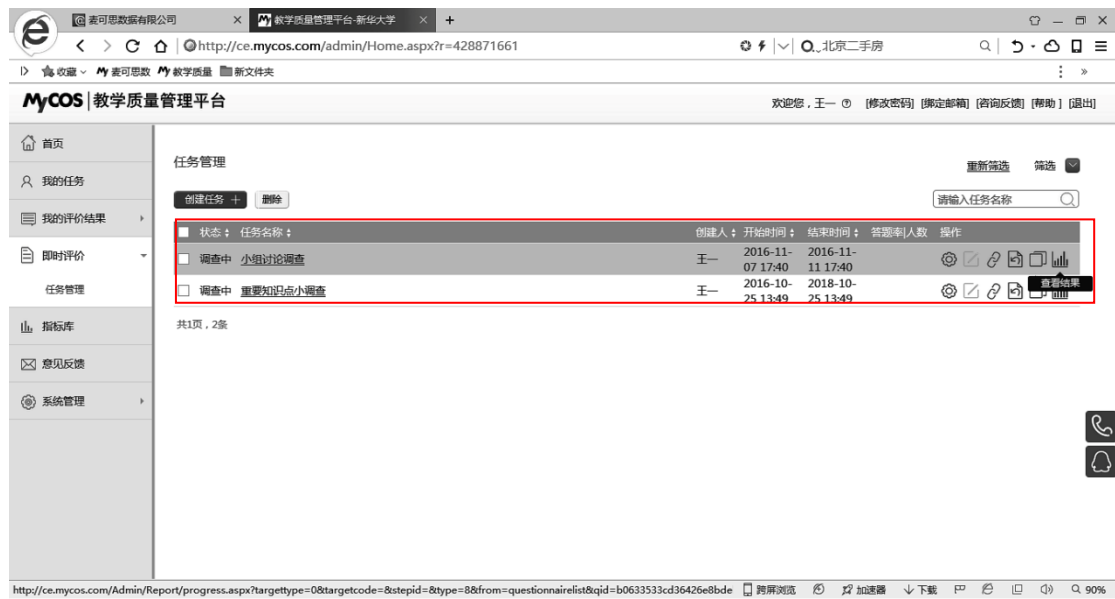 麦可思数据有限公司 × 教学质量管理平台-新华大学 × +
http://ce.mycos.com/admin/Home.aspx?r=428871661 北京二手房
收藏 麦可思数 教学质量 新文件夹 »
MyCOS 教学质量管理平台 欢迎您，王一 [修改密码] [绑定邮箱] [咨询反馈] [帮助] [退出]
首页
我的任务
我的评价结果
即时评价
任务管理
指标库
意见反馈
系统管理
任务管理
重新筛选 筛选
创建任务 + 删除 请输入任务名称
状态 任务名称 创建人 开始时间 结束时间 答题率|人数 操作
调查中 小组讨论调查 王一 2016-11-07 17:40 2016-11-11 17:40
查看结果
调查中 重要知识点小调查 王一 2016-10-25 13:49 2018-10-25 13:49
共1页，2条
http://ce.mycos.com/Admin/Report/progress.aspx?targettype=0&targetcode=&stepid=&type=8&from=questionnairelist&qid=b0633533cd36426e8bde 跨屏浏览 加速器 下载 90%